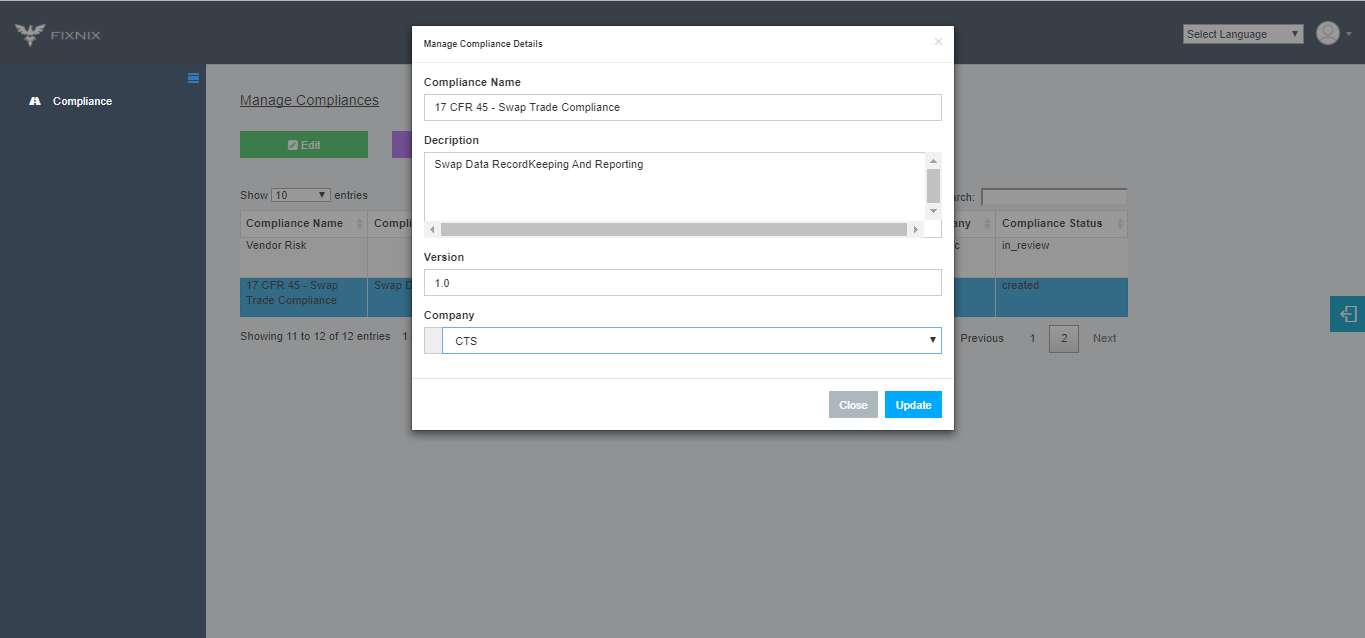 FIXNIX
Select Language
Compliance
Manage Compliances
Edit
Show 10 entries
Compliance Name
Vendor Risk
17 CFR 45 - Swap
Trade Compliance
Swap
Showing 11 to 12 of 12 entries 1
Manage Compliance Details
×
Compliance Name
17 CFR 45 - Swap Trade Compliance
Decription
Swap Data RecordKeeping And Reporting
Version
1.0
Company
CTS
Close Update
Compliance Status
in_review
created
Previous 1 2 Next